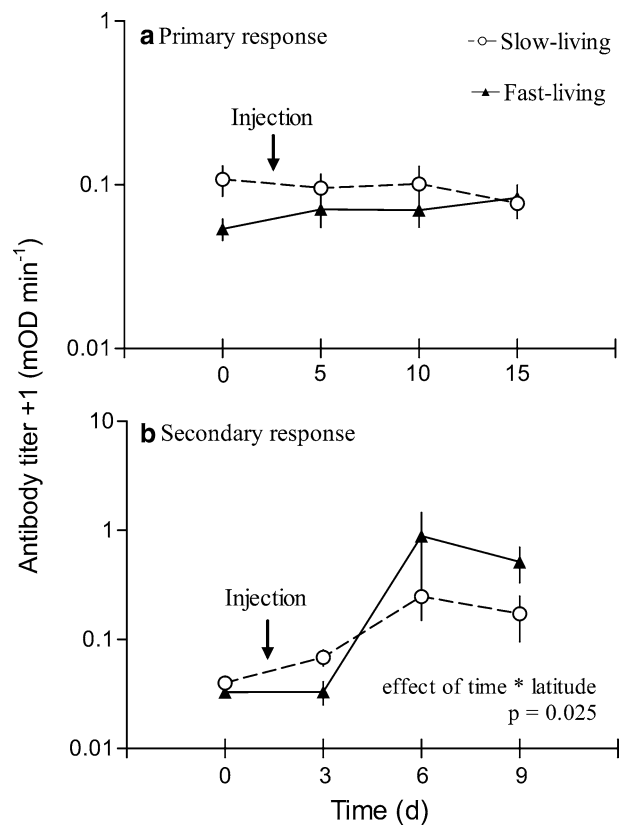 1
a Primary response
Slow-living
Fast-living
Injection
0.1
0.01
0 5 10 15
Antibody titer +1 (mOD min⁻¹)
10
b Secondary response
1
Injection
0.1
effect of time * latitude
p = 0.025
0.01
0 3 6 9
Time (d)